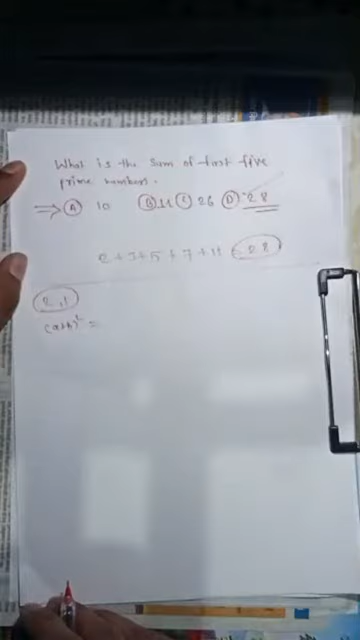 What is the Sum of first five
prime numbers.
⇒ (A) 10 (B) 11 (C) 26 (D) 28
2 + 3 + 5 + 7 + 11 = 28
2, 1
(a+b)² =